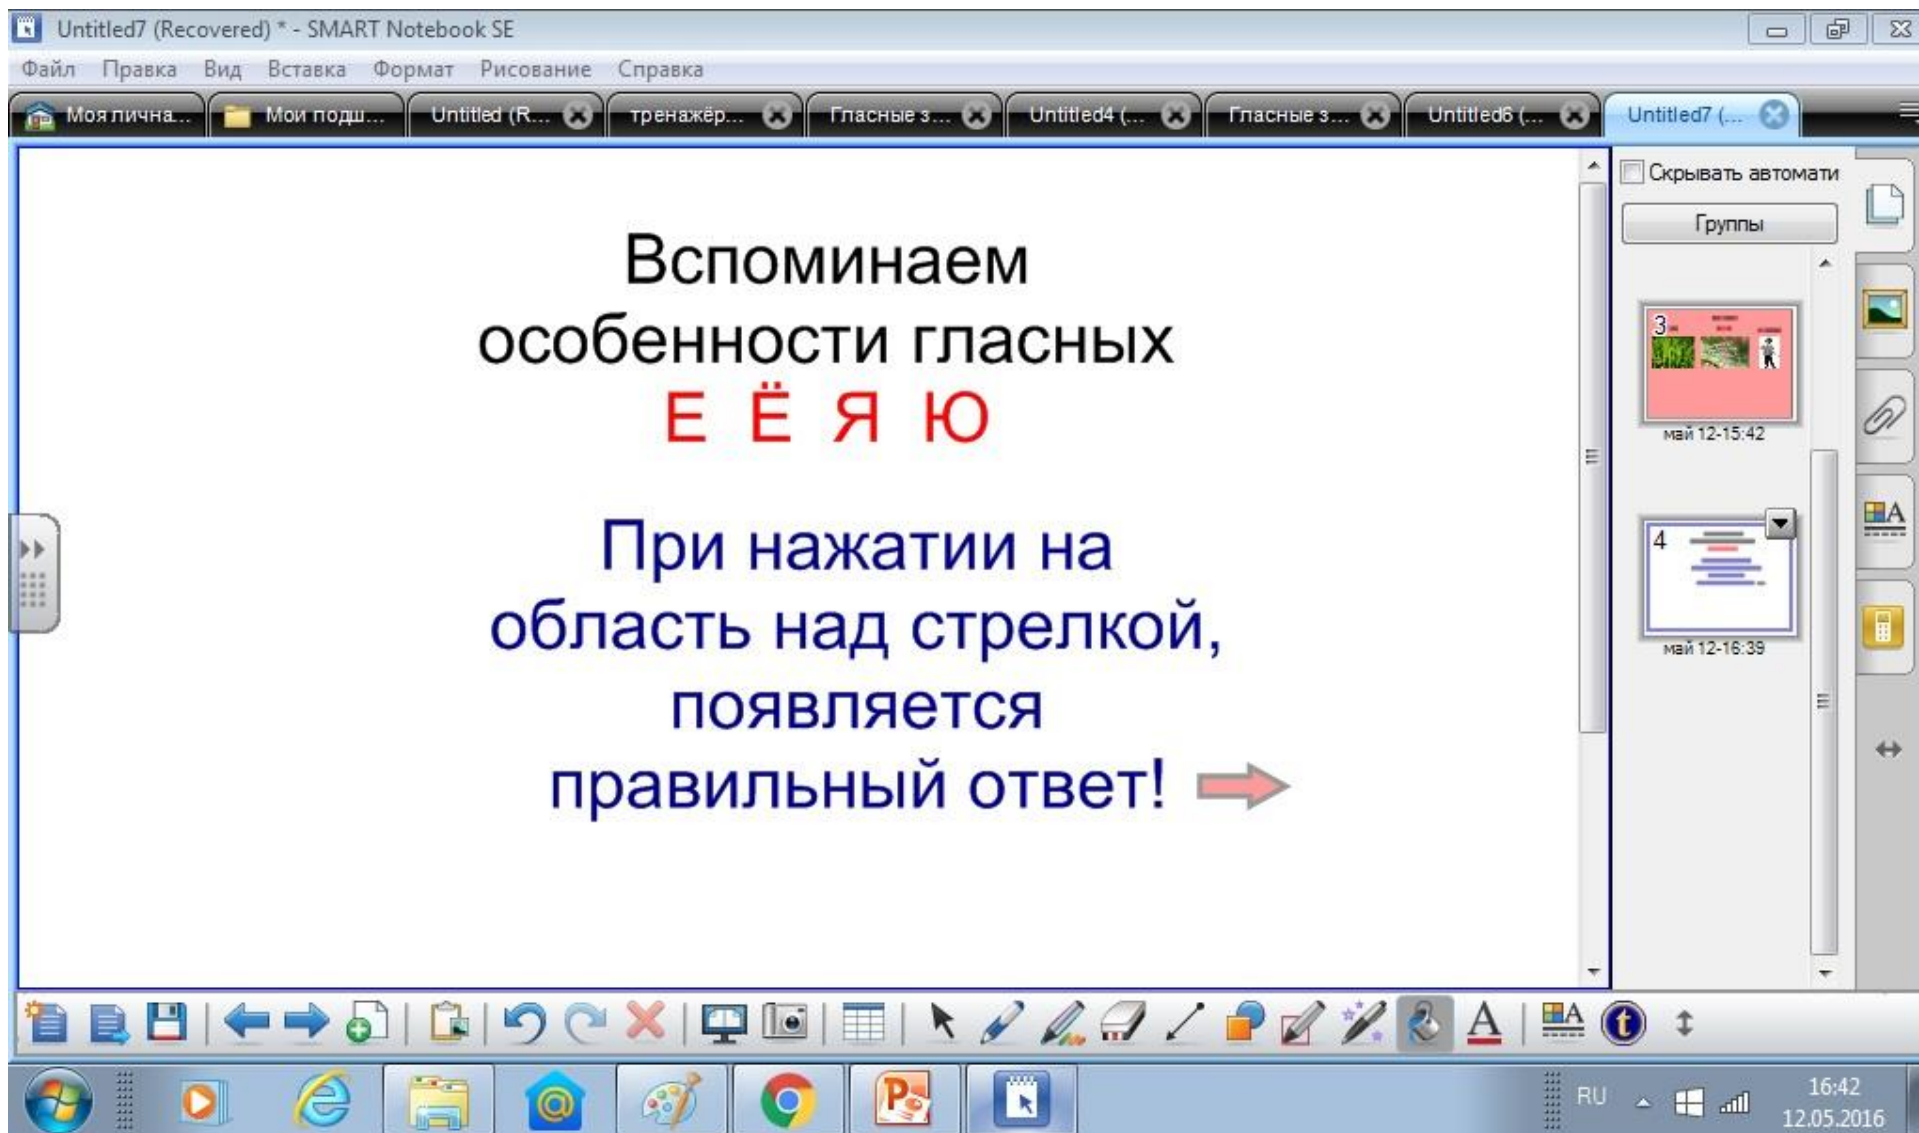 Untitled7 (Recovered) * - SMART Notebook SE
Файл Правка Вид Вставка Формат Рисование Справка
Моя лична... Мои подш... Untitled (R... тренажёр... Гласные з... Untitled4 (... Гласные з... Untitled6 (... Untitled7 (...
Скрывать автомати
Группы
Вспоминаем
особенности гласных
Е Ё Я Ю
При нажатии на
область над стрелкой,
появляется
правильный ответ!
3
май 12-15:42
4
май 12-16:39
RU
16:42
12.05.2016